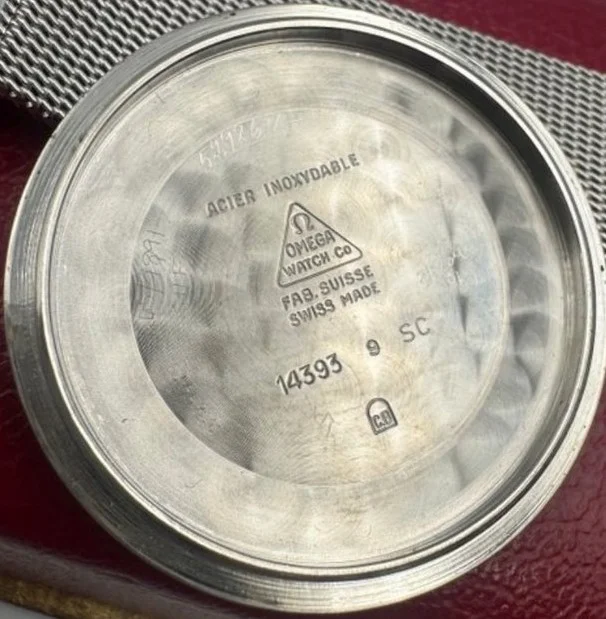 ACIER INOXYDABLE
Ω
OMEGA
WATCH Co
FAB. SUISSE
SWISS MADE
14393 9 SC